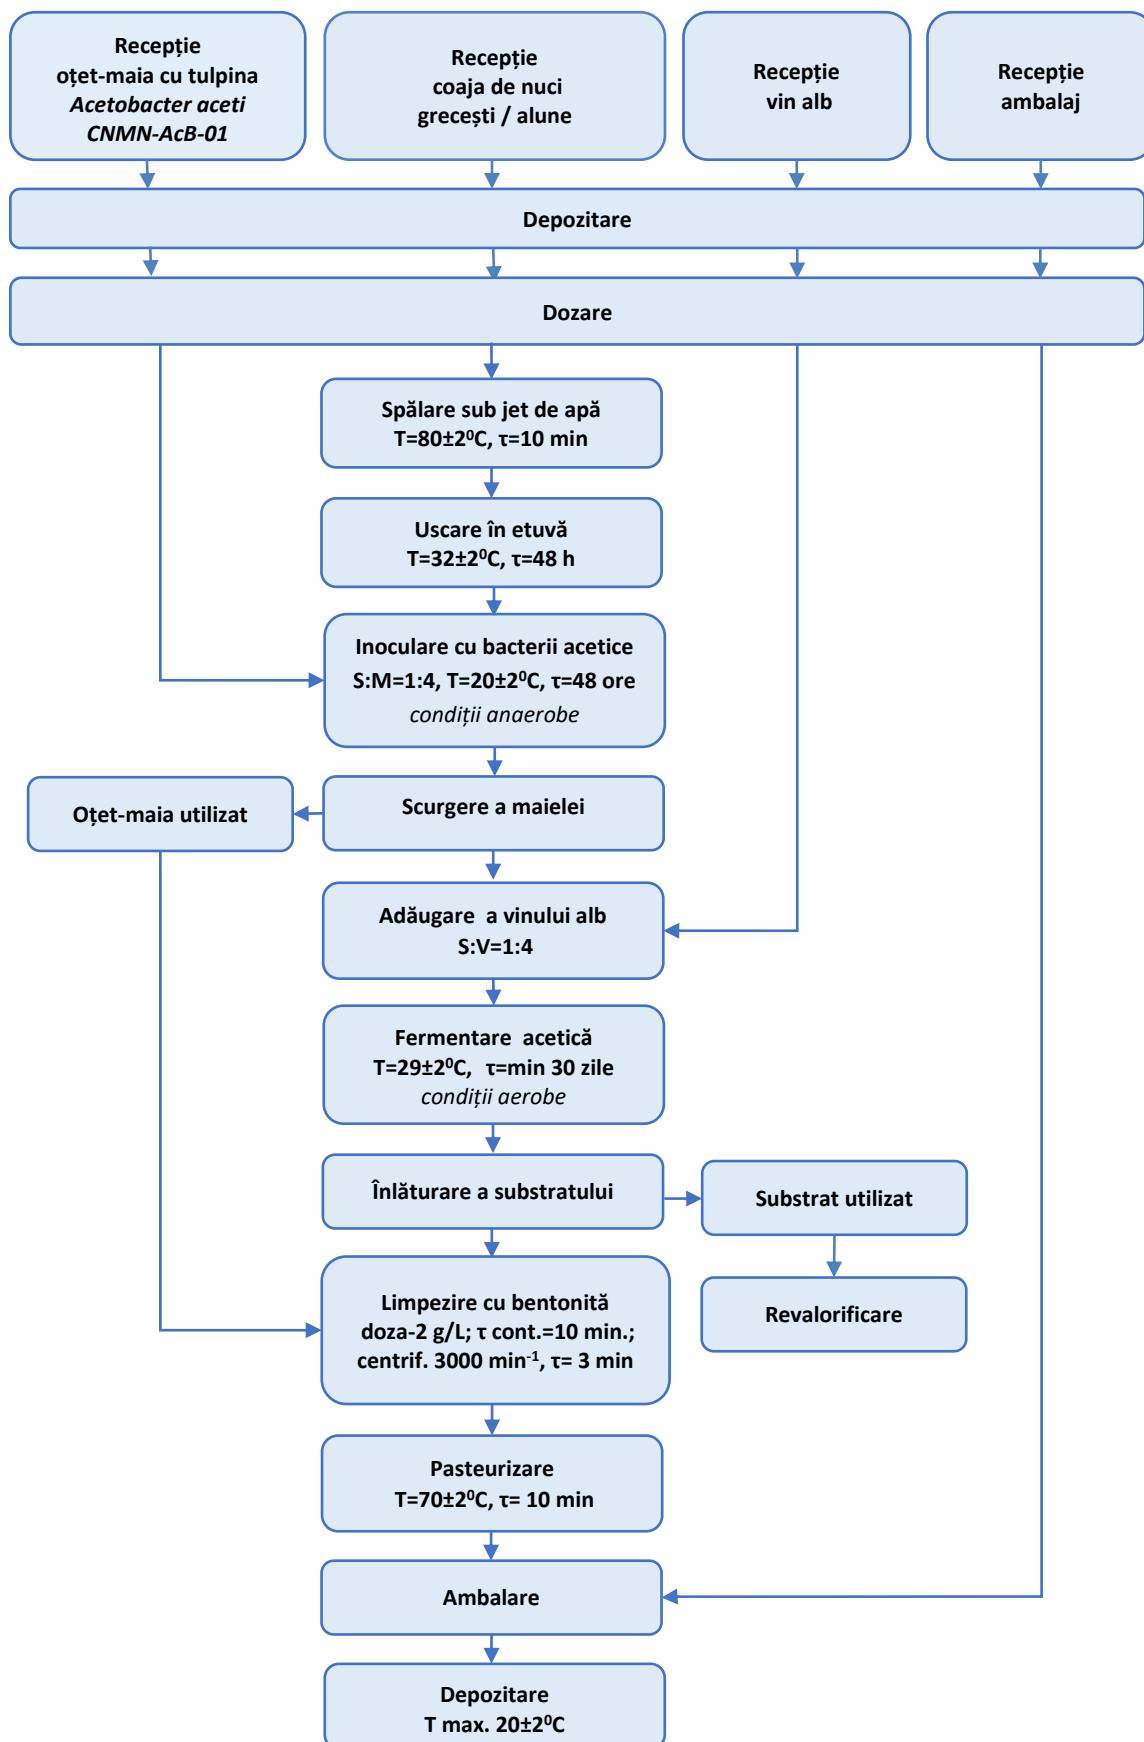 Recepție
oțet-maia cu tulpina
Acetobacter aceti
CNMN-AcB-01
Recepție
coaja de nuci
grecești / alune
Recepție
vin alb
Recepție
ambalaj
Depozitare
Dozare
Spălare sub jet de apă
T=80±2⁰C, τ=10 min
Uscare în etuvă
T=32±2⁰C, τ=48 h
Inoculare cu bacterii acetice
S:M=1:4, T=20±2⁰C, τ=48 ore
condiții anaerobe
Oțet-maia utilizat
Scurgere a maielei
Adăugare a vinului alb
S:V=1:4
Fermentare acetică
T=29±2⁰C, τ=min 30 zile
condiții aerobe
Înlăturare a substratului
Substrat utilizat
Revalorificare
Limpezire cu bentonită
doza-2 g/L; τ cont.=10 min.;
centrif. 3000 min⁻¹, τ= 3 min
Pasteurizare
T=70±2⁰C, τ= 10 min
Ambalare
Depozitare
T max. 20±2⁰C